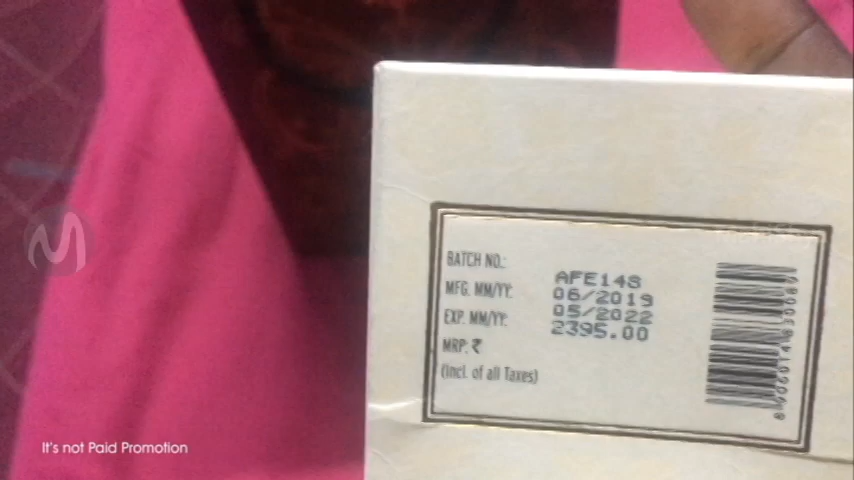 BATCH NO.: AFE148
MFG. MM/YY: 06/2019
EXP. MM/YY: 05/2022
MRP: ₹ 2395.00
(Incl. of all Taxes)
It's not Paid Promotion